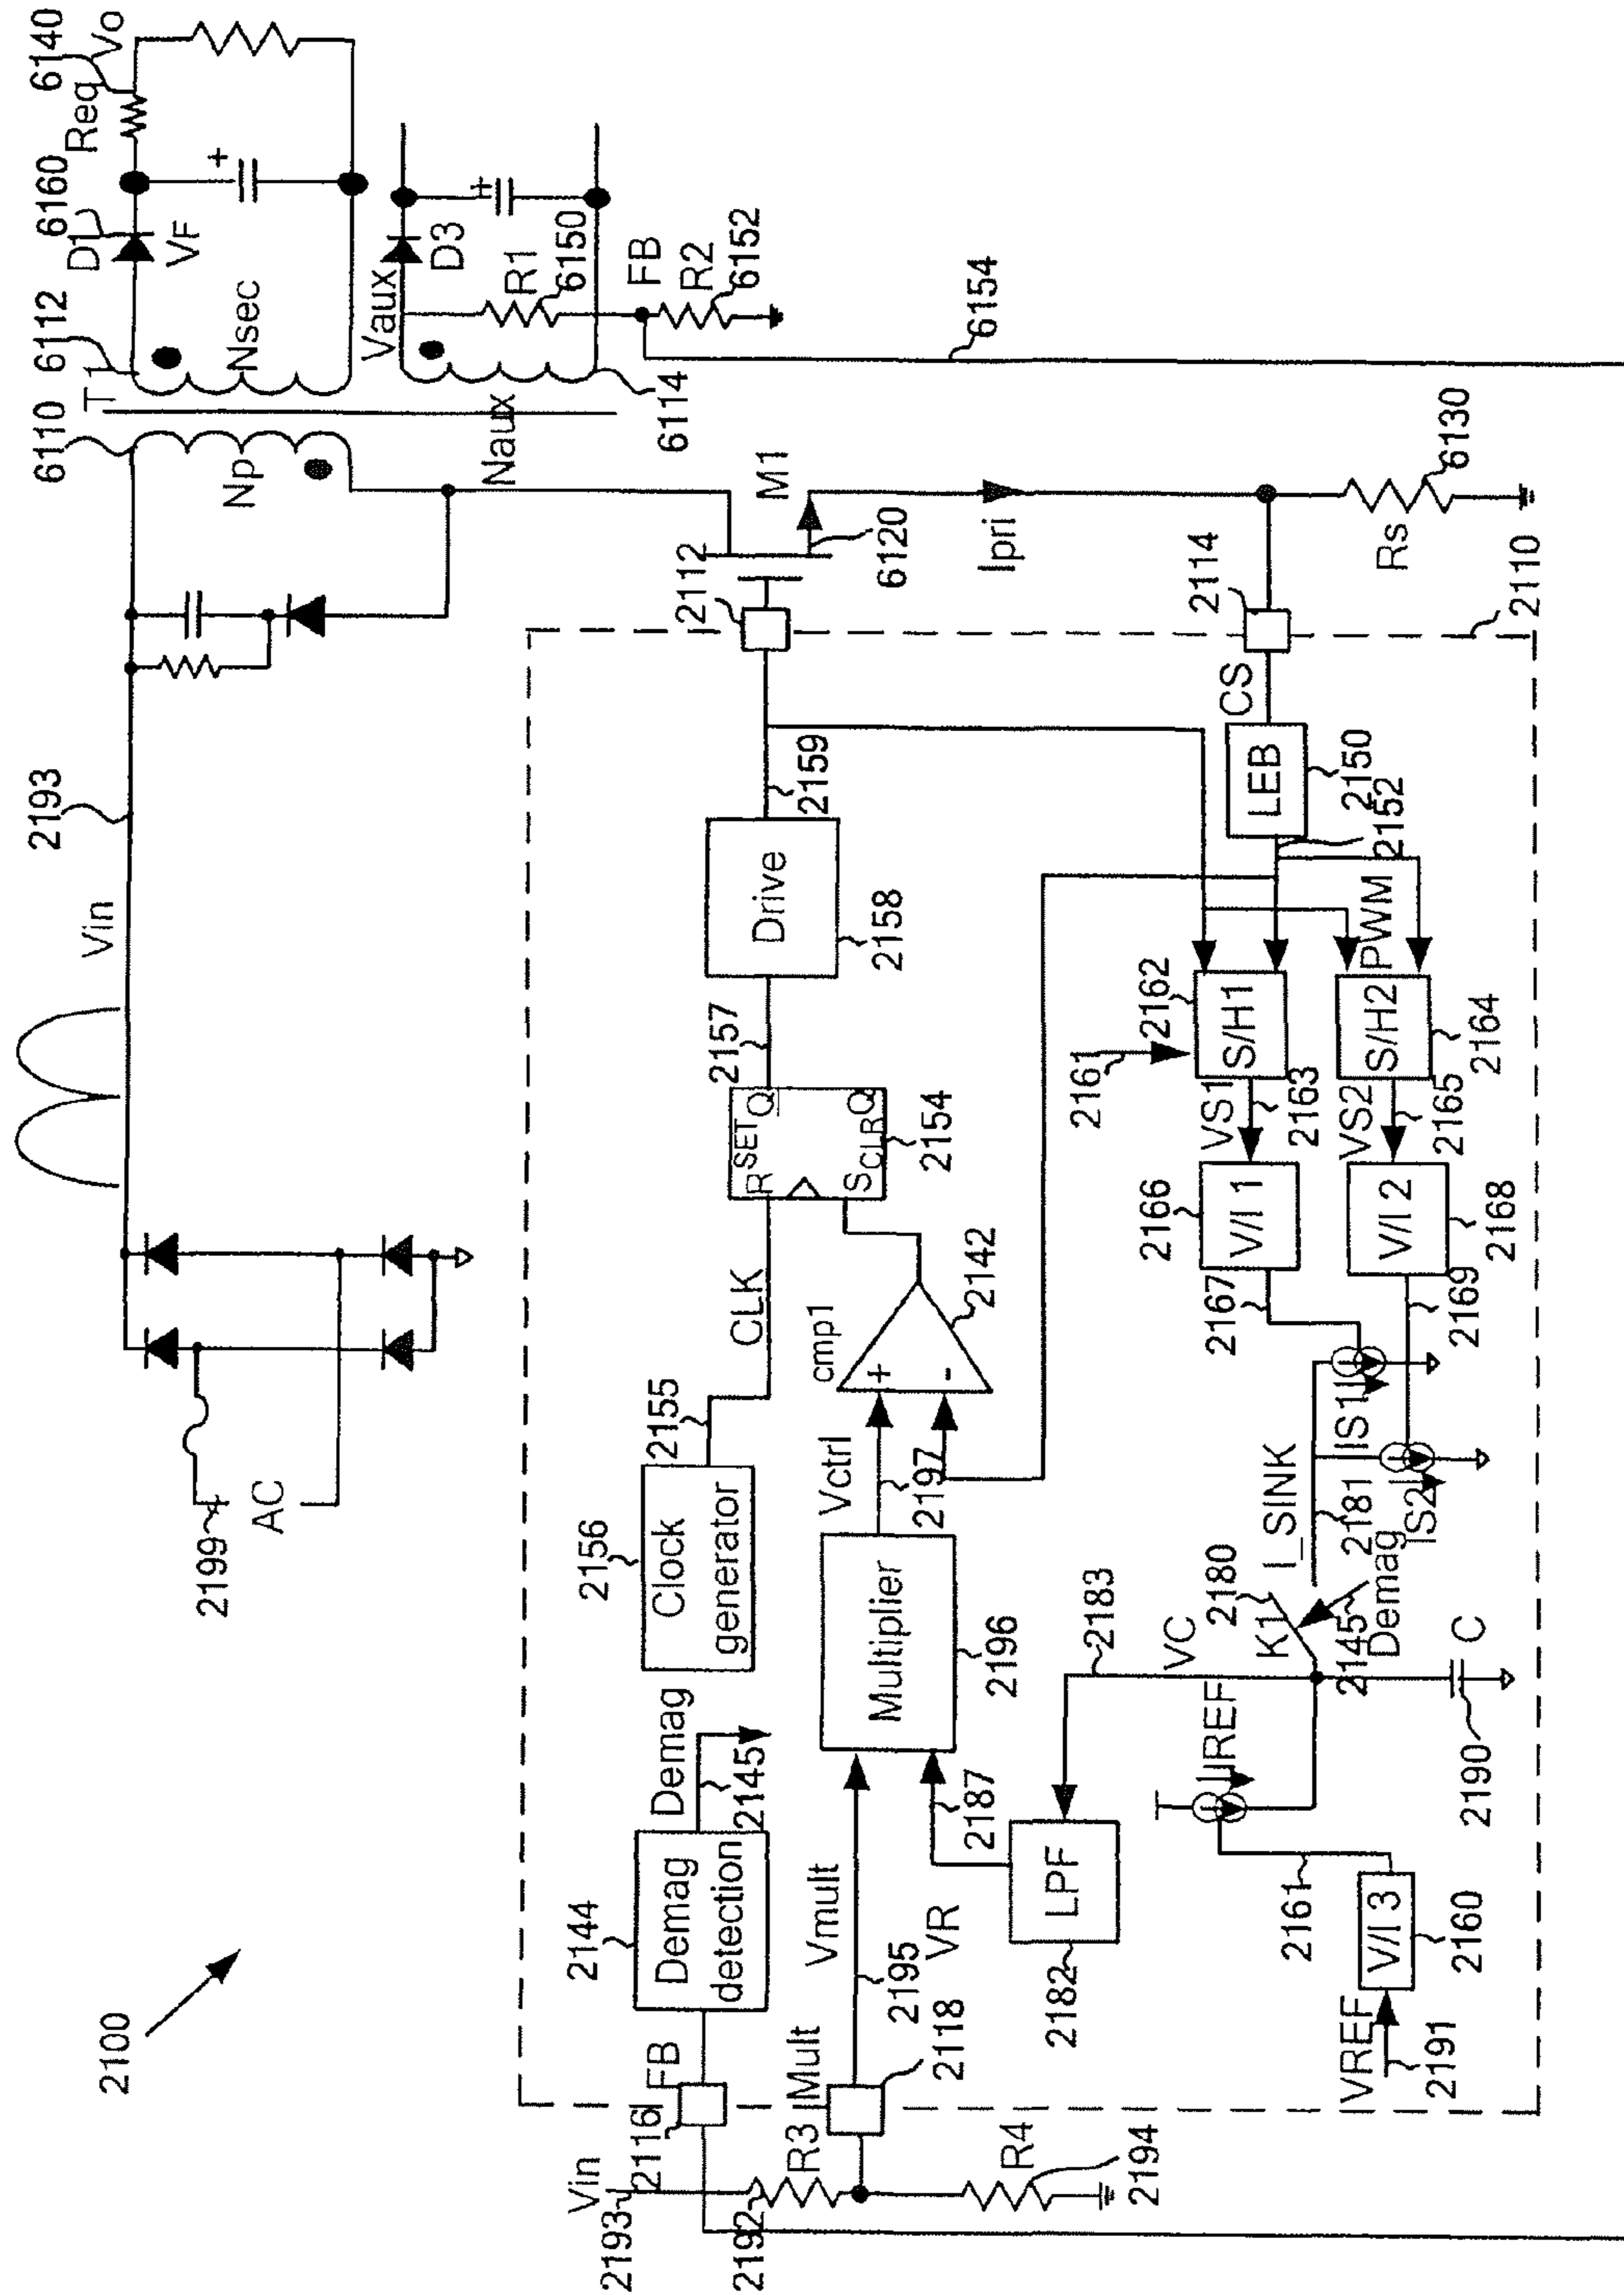 2100
2199
AC
Vin
2193
6110
T1
6112
D1
6160
Req
6140
Vo
VF
Np
Nsec
Naux
Vaux
D3
R1
6150
FB
R2
6152
6114
6154
M1
6120
Ipri
6130
Rs
2110
2112
2114
CS
LEB
2150
2152
PWM
Drive
2158
2159
2157
R SET Q
S CLR Q
2154
CLK
2155
2156
Clock generator
cmp1
+
-
2142
Vctrl
2197
Multiplier
2196
Demag
2145
2144
Demag detection
FB
2116
Mult
2118
Vmult
2195
VR
2187
LPF
2182
2183
VC
Vin
2193
2192
R3
R4
2194
VREF
2191
V/I 3
2160
2161
IREF
2190
C
K1
2180
2145
Demag
I_SINK
2181
IS1
IS2
2167
2169
2166
V/I 1
V/I 2
2168
VS1
2163
VS2
2165
2161
2162
S/H1
S/H2
2164
+
+